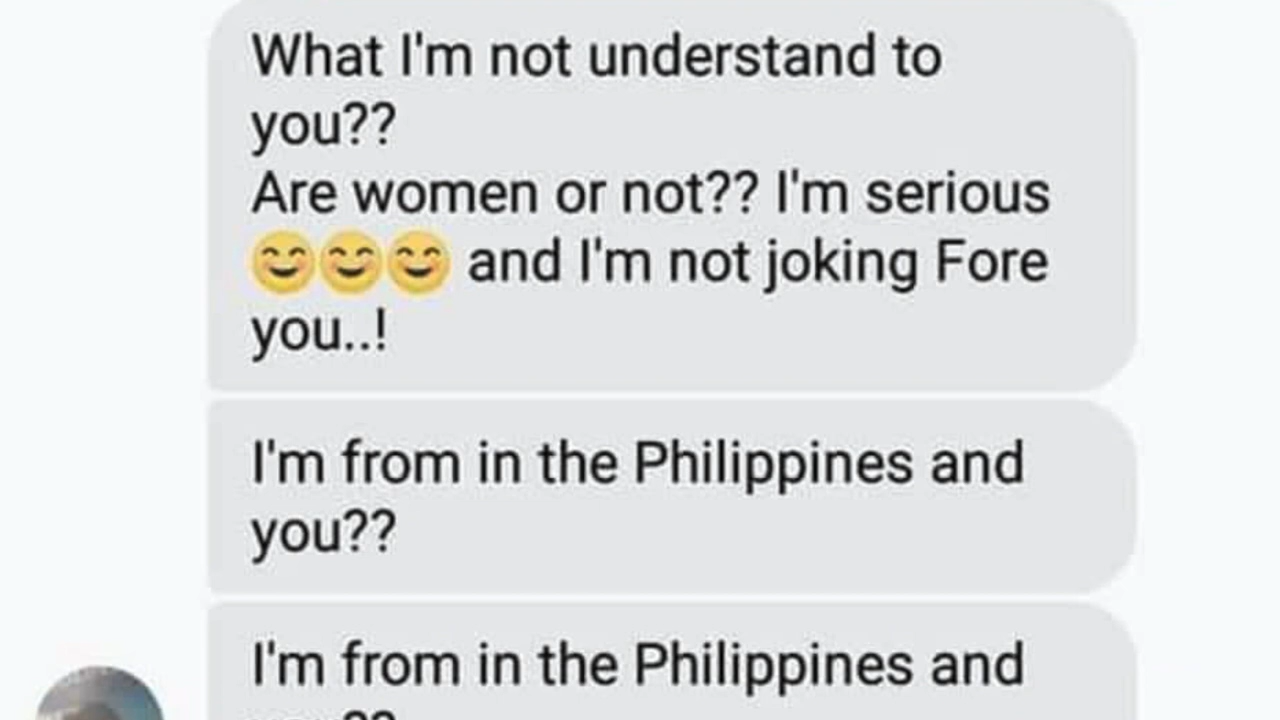 What I'm not understand to
you??
Are women or not?? I'm serious
😊😊😊 and I'm not joking Fore
you..!
I'm from in the Philippines and
you??
I'm from in the Philippines and